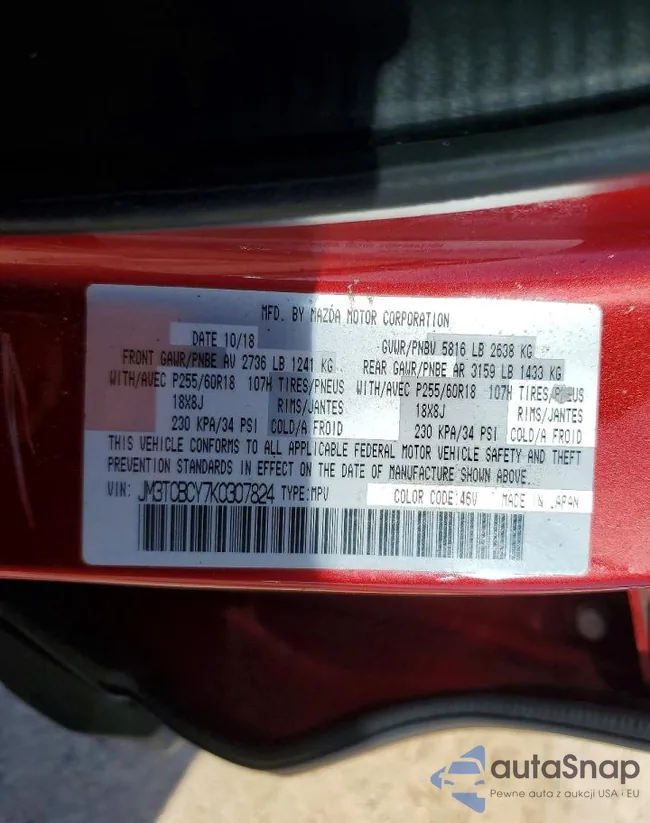 MFD. BY MAZDA MOTOR CORPORATION
DATE 10/18 GVWR/PNBV 5816 LB 2638 KG
FRONT GAWR/PNBE AV 2736 LB 1241 KG REAR GAWR/PNBE AR 3159 LB 1433 KG
WITH/AVEC P255/60R18 107H TIRES/PNEUS WITH/AVEC P255/60R18 107H TIRES/PNEUS
18X8J RIMS/JANTES 18X8J RIMS/JANTES
230 KPA/34 PSI COLD/A FROID 230 KPA/34 PSI COLD/A FROID
THIS VEHICLE CONFORMS TO ALL APPLICABLE FEDERAL MOTOR VEHICLE SAFETY AND THEFT
PREVENTION STANDARDS IN EFFECT ON THE DATE OF MANUFACTURE SHOWN ABOVE.
VIN: JM3TCBCY7K0307824 TYPE:MPV COLOR CODE:46V MADE IN JAPAN
autaSnap
Pewne auta z aukcji USA i EU